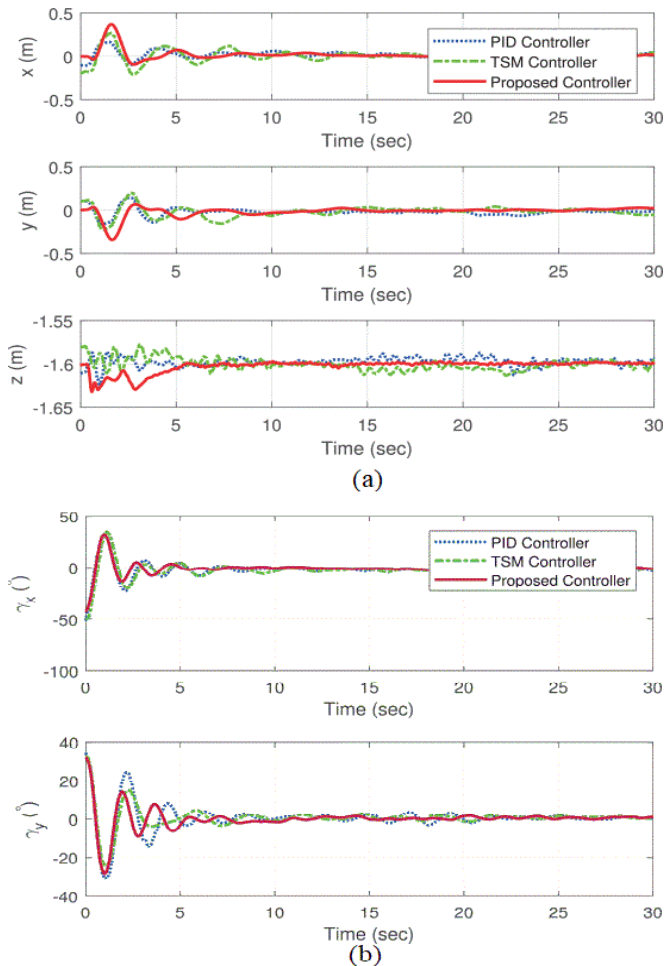 0.5
x (m)
0
-0.5
PID Controller
TSM Controller
Proposed Controller
0 5 10 15 20 25 30
Time (sec)
0.5
y (m)
0
-0.5
0 5 10 15 20 25 30
Time (sec)
-1.55
z (m)
-1.6
-1.65
0 5 10 15 20 25 30
Time (sec)
(a)
50
γx (°)
0
-50
-100
PID Controller
TSM Controller
Proposed Controller
0 5 10 15 20 25 30
Time (sec)
40
20
γy (°)
0
-20
-40
0 5 10 15 20 25 30
Time (sec)
(b)